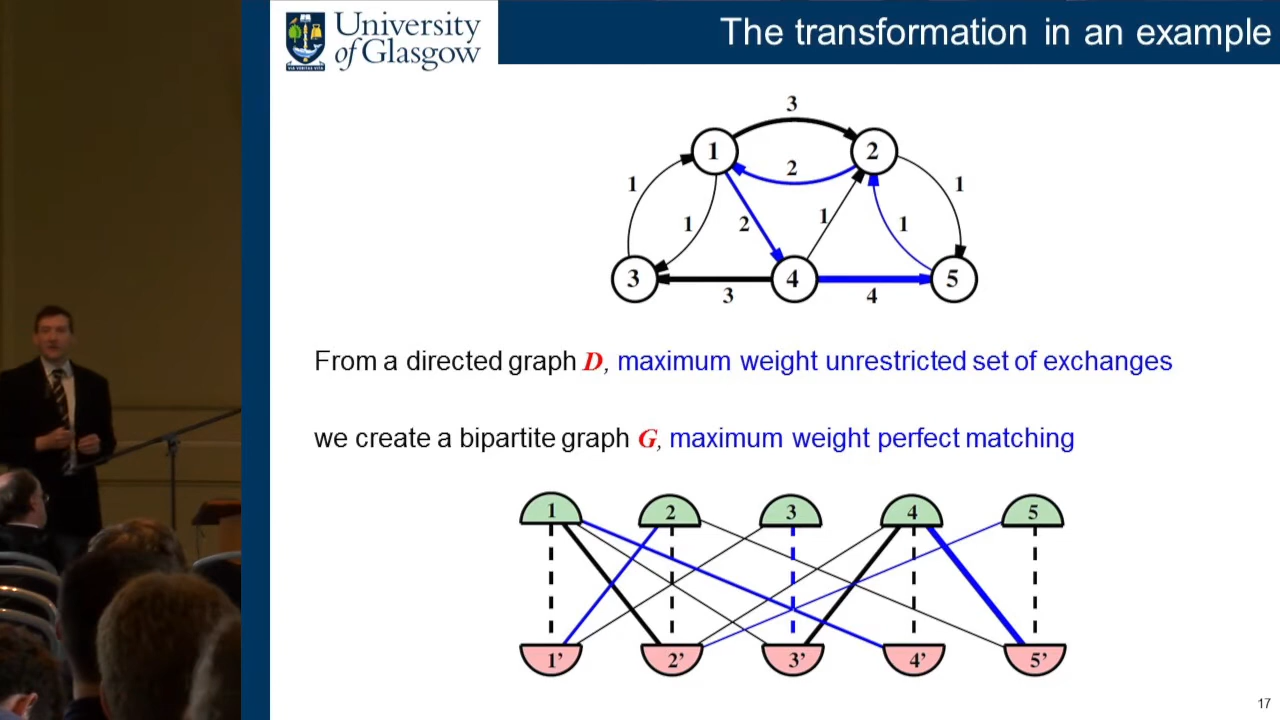 University
of Glasgow
The transformation in an example
3
1
2
2
1
1
1
2
1
1
1
3
4
5
3
4
From a directed graph D, maximum weight unrestricted set of exchanges
we create a bipartite graph G, maximum weight perfect matching
1 2 3 4 5
1’ 2’ 3’ 4’ 5’
17